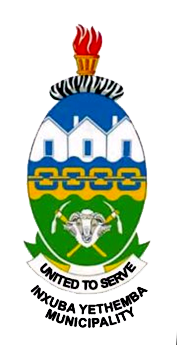 UNITED TO SERVE
INXUBA YETHEMBA
MUNICIPALITY